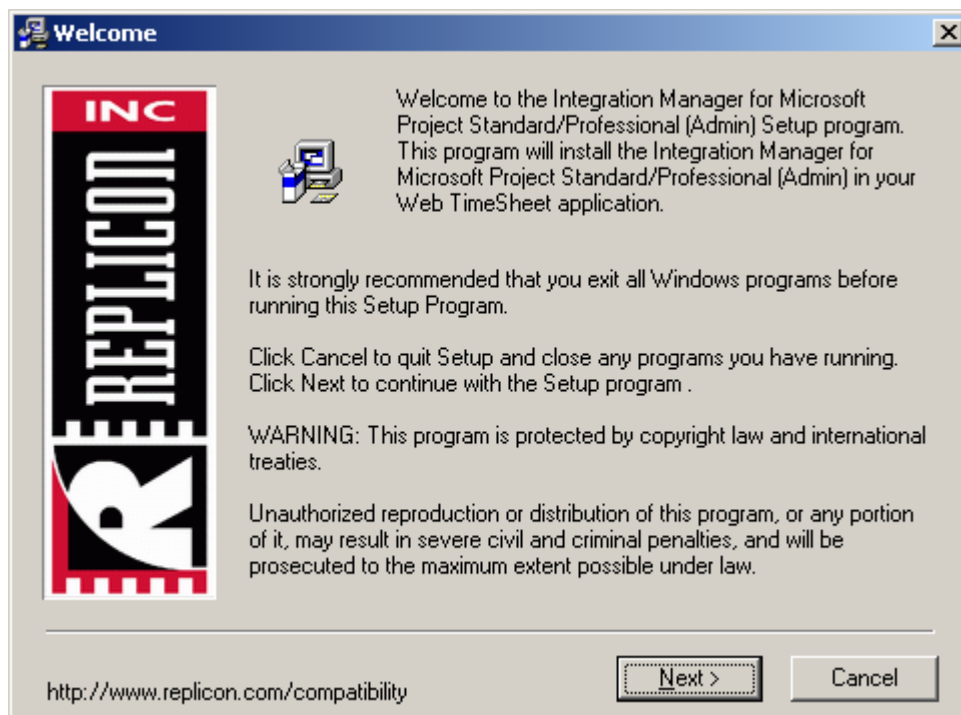 Welcome
INC
REPLICON
R
Welcome to the Integration Manager for Microsoft
Project Standard/Professional (Admin) Setup program.
This program will install the Integration Manager for
Microsoft Project Standard/Professional (Admin) in your
Web TimeSheet application.
It is strongly recommended that you exit all Windows programs before
running this Setup Program.
Click Cancel to quit Setup and close any programs you have running.
Click Next to continue with the Setup program .
WARNING: This program is protected by copyright law and international
treaties.
Unauthorized reproduction or distribution of this program, or any portion
of it, may result in severe civil and criminal penalties, and will be
prosecuted to the maximum extent possible under law.
http://www.replicon.com/compatibility
Next >
Cancel